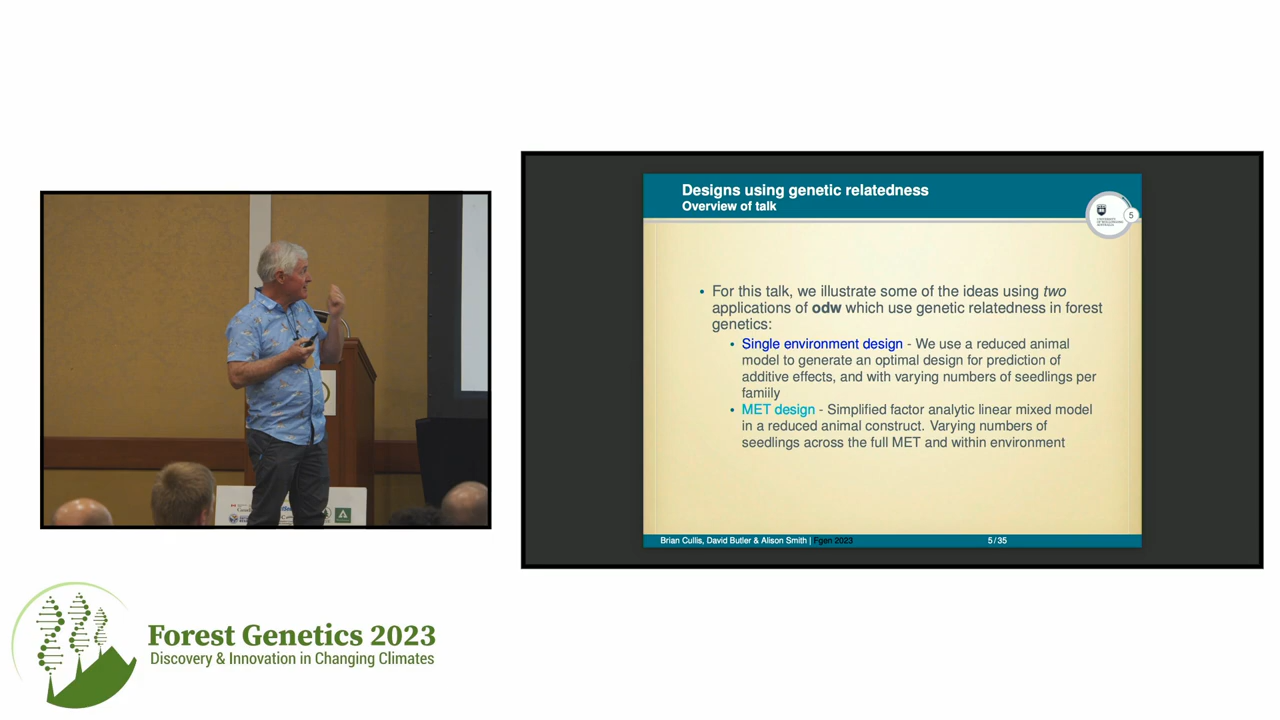 Designs using genetic relatedness
Overview of talk
5
• For this talk, we illustrate some of the ideas using two
applications of odw which use genetic relatedness in forest
genetics:
• Single environment design - We use a reduced animal
model to generate an optimal design for prediction of
additive effects, and with varying numbers of seedlings per
famiily
• MET design - Simplified factor analytic linear mixed model
in a reduced animal construct. Varying numbers of
seedlings across the full MET and within environment
Brian Cullis, David Butler & Alison Smith | Fgen 2023
5 / 35
Forest Genetics 2023
Discovery & Innovation in Changing Climates